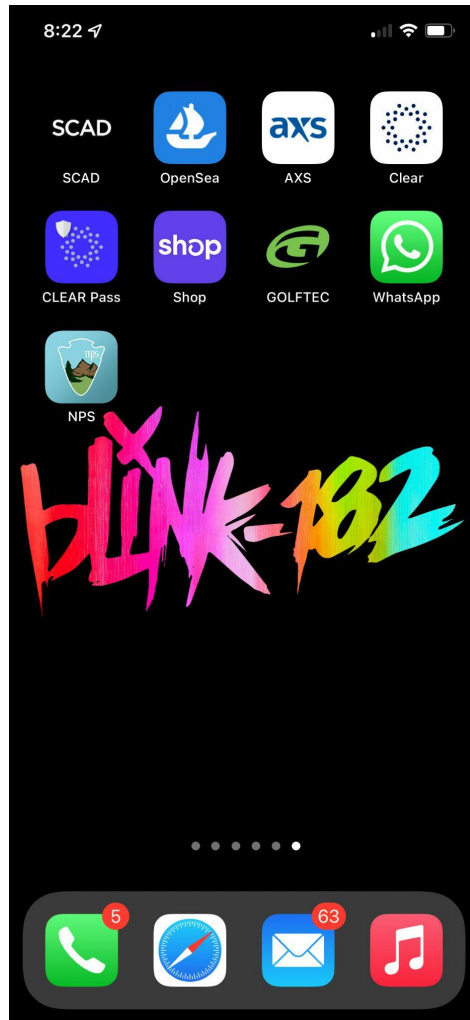 8:22
SCAD
axs
SCAD
OpenSea
AXS
Clear
shop
CLEAR Pass
Shop
GOLFTEC
WhatsApp
nps
NPS
blink-182
5
63